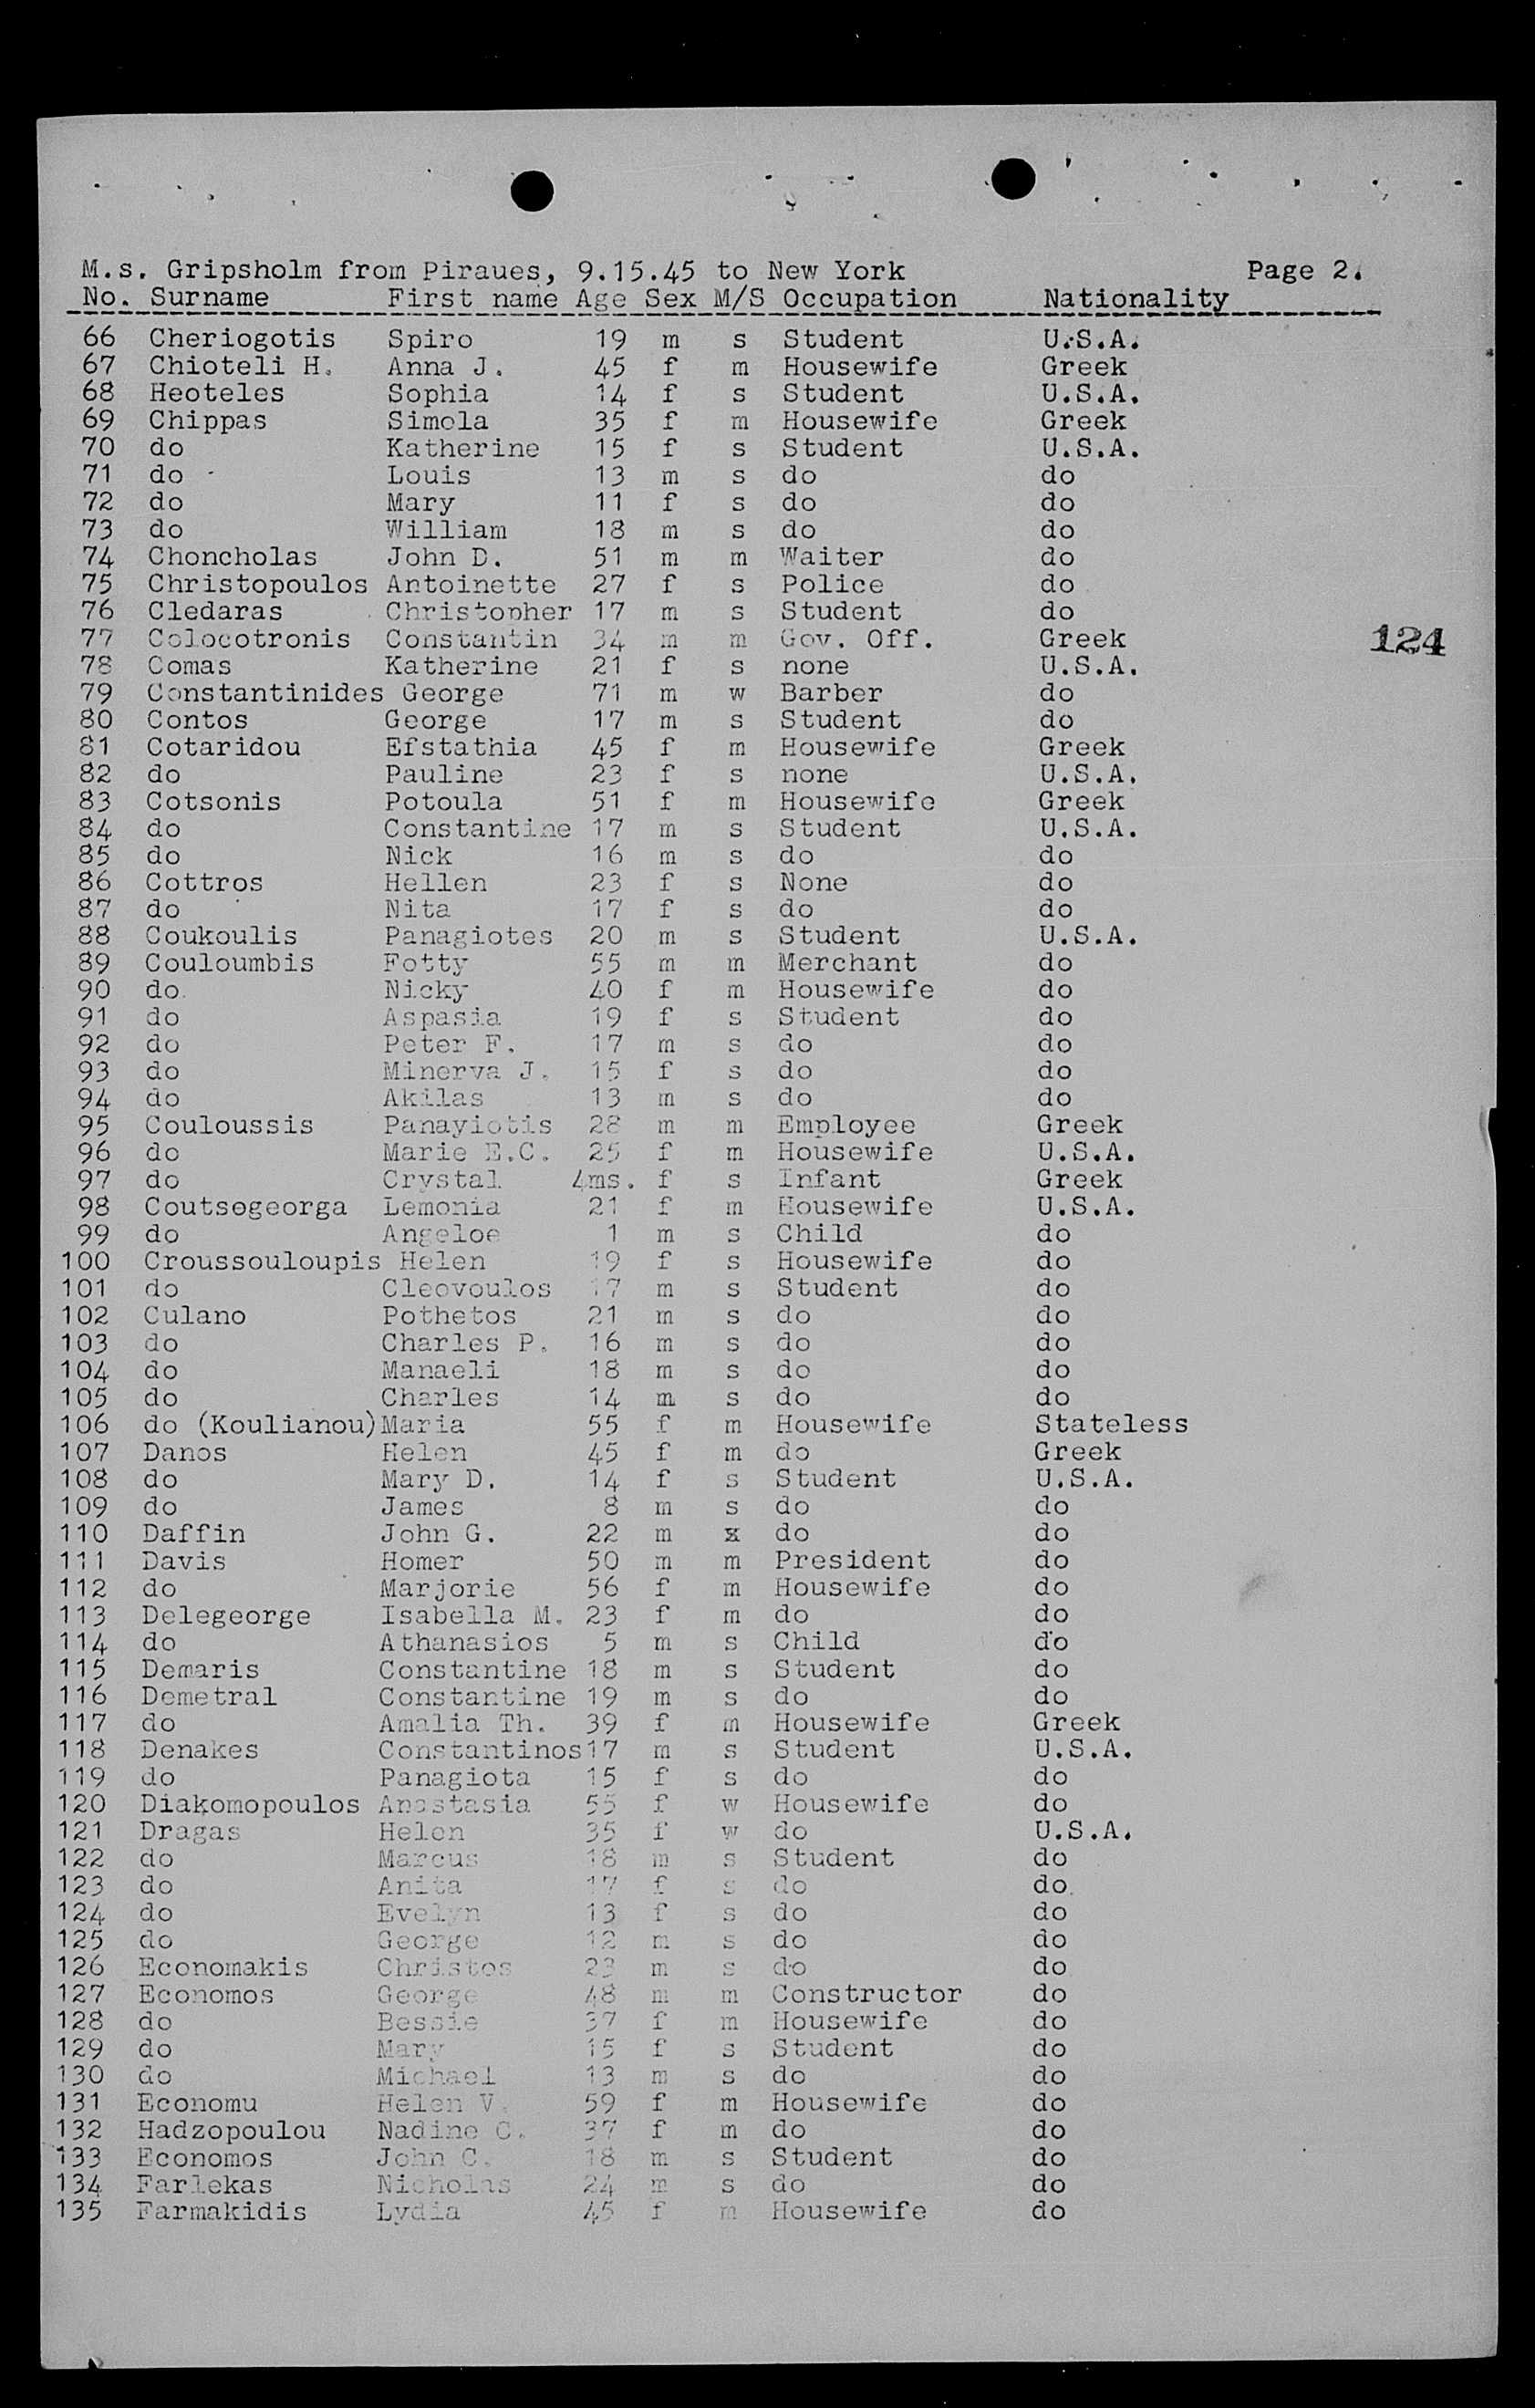 M.s. Gripsholm from Piraues, 9.15.45 to New York Page 2.
No. Surname First name Age Sex M/S Occupation Nationality
66 Cheriogotis Spiro 19 m s Student U.S.A.
67 Chioteli H. Anna J. 45 f m Housewife Greek
68 Heoteles Sophia 14 f s Student U.S.A.
69 Chippas Simola 35 f m Housewife Greek
70 do Katherine 15 f s Student U.S.A.
71 do Louis 13 m s do do
72 do Mary 11 f s do do
73 do William 18 m s do do
74 Choncholas John D. 51 m m Waiter do
75 Christopoulos Antoinette 27 f s Police do
76 Cledaras Christopher 17 m s Student do
77 Colocotronis Constantin 34 m m Gov. Off. Greek
124
78 Comas Katherine 21 f s none U.S.A.
79 Constantinides George 71 m w Barber do
80 Contos George 17 m s Student do
81 Cotaridou Efstathia 45 f m Housewife Greek
82 do Pauline 23 f s none U.S.A.
83 Cotsonis Potoula 51 f m Housewife Greek
84 do Constantine 17 m s Student U.S.A.
85 do Nick 16 m s do do
86 Cottros Hellen 23 f s None do
87 do Nita 17 f s do do
88 Coukoulis Panagiotes 20 m s Student U.S.A.
89 Couloumbis Fotty 55 m m Merchant do
90 do Nicky 40 f m Housewife do
91 do Aspasia 19 f s Student do
92 do Peter F. 17 m s do do
93 do Minerva J. 15 f s do do
94 do Akilas 13 m s do do
95 Couloussis Panayiotis 28 m m Employee Greek
96 do Marie E.C. 25 f m Housewife U.S.A.
97 do Crystal 4ms. f s Infant Greek
98 Coutsogeorga Lemonia 21 f m Housewife U.S.A.
99 do Angeloe 1 m s Child do
100 Croussouloupis Helen 19 f s Housewife do
101 do Cleovoulos 17 m s Student do
102 Culano Pothetos 21 m s do do
103 do Charles P. 16 m s do do
104 do Manaeli 18 m s do do
105 do Charles 14 m s do do
106 do (Koulianou) Maria 55 f m Housewife Stateless
107 Danos Helen 45 f m do Greek
108 do Mary D. 14 f s Student U.S.A.
109 do James 8 m s do do
110 Daffin John G. 22 m x do do
111 Davis Homer 50 m m President do
112 do Marjorie 56 f m Housewife do
113 Delegeorge Isabella M. 23 f m do do
114 do Athanasios 5 m s Child do
115 Demaris Constantine 18 m s Student do
116 Demetral Constantine 19 m s do do
117 do Amalia Th. 39 f m Housewife Greek
118 Denakes Constantinos 17 m s Student U.S.A.
119 do Panagiota 15 f s do do
120 Diakomopoulos Anastasia 55 f w Housewife do
121 Dragas Helen 35 f w do U.S.A.
122 do Marcus 18 m s Student do
123 do Anita 17 f s do do
124 do Evelyn 13 f s do do
125 do George 12 m s do do
126 Economakis Christos 23 m s do do
127 Economos George 48 m m Constructor do
128 do Bessie 37 f m Housewife do
129 do Mary 15 f s Student do
130 do Michael 13 m s do do
131 Economu Helen V. 59 f m Housewife do
132 Hadzopoulou Nadine C. 37 f m do do
133 Economos John C. 18 m s Student do
134 Farlekas Nicholas 24 m s do do
135 Farmakidis Lydia 45 f m Housewife do